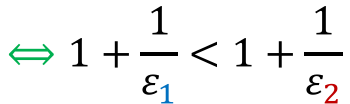 ⟺ 1 + 1/ε₁ < 1 + 1/ε₂